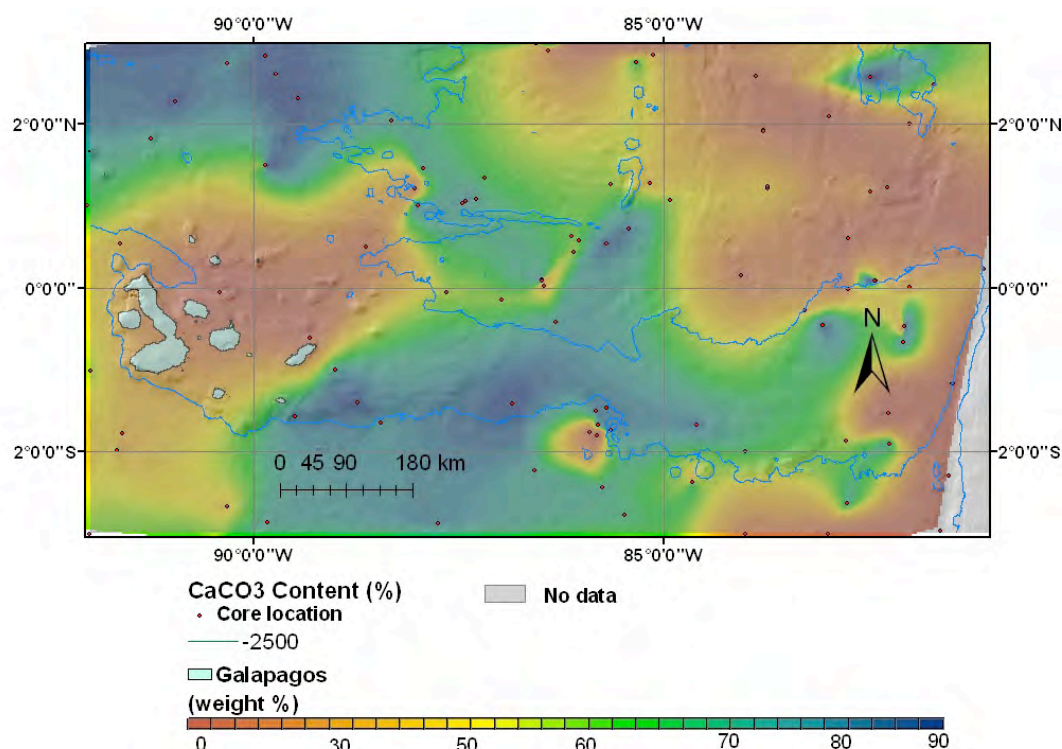 90°0'0"W 85°0'0"W
2°0'0"N 2°0'0"N
0°0'0" 0°0'0"
N
2°0'0"S 2°0'0"S
0 45 90 180 km
90°0'0"W 85°0'0"W
CaCO3 Content (%)
Core location
No data
-2500
Galapagos
(weight %)
0 30 50 60 70 80 90